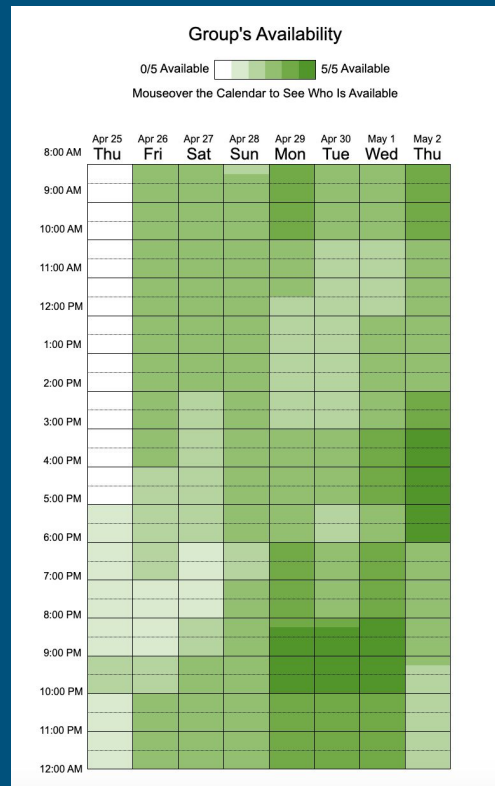 Group's Availability
0/5 Available 5/5 Available
Mouseover the Calendar to See Who Is Available
Apr 25 Apr 26 Apr 27 Apr 28 Apr 29 Apr 30 May 1 May 2
Thu Fri Sat Sun Mon Tue Wed Thu
8:00 AM
9:00 AM
10:00 AM
11:00 AM
12:00 PM
1:00 PM
2:00 PM
3:00 PM
4:00 PM
5:00 PM
6:00 PM
7:00 PM
8:00 PM
9:00 PM
10:00 PM
11:00 PM
12:00 AM